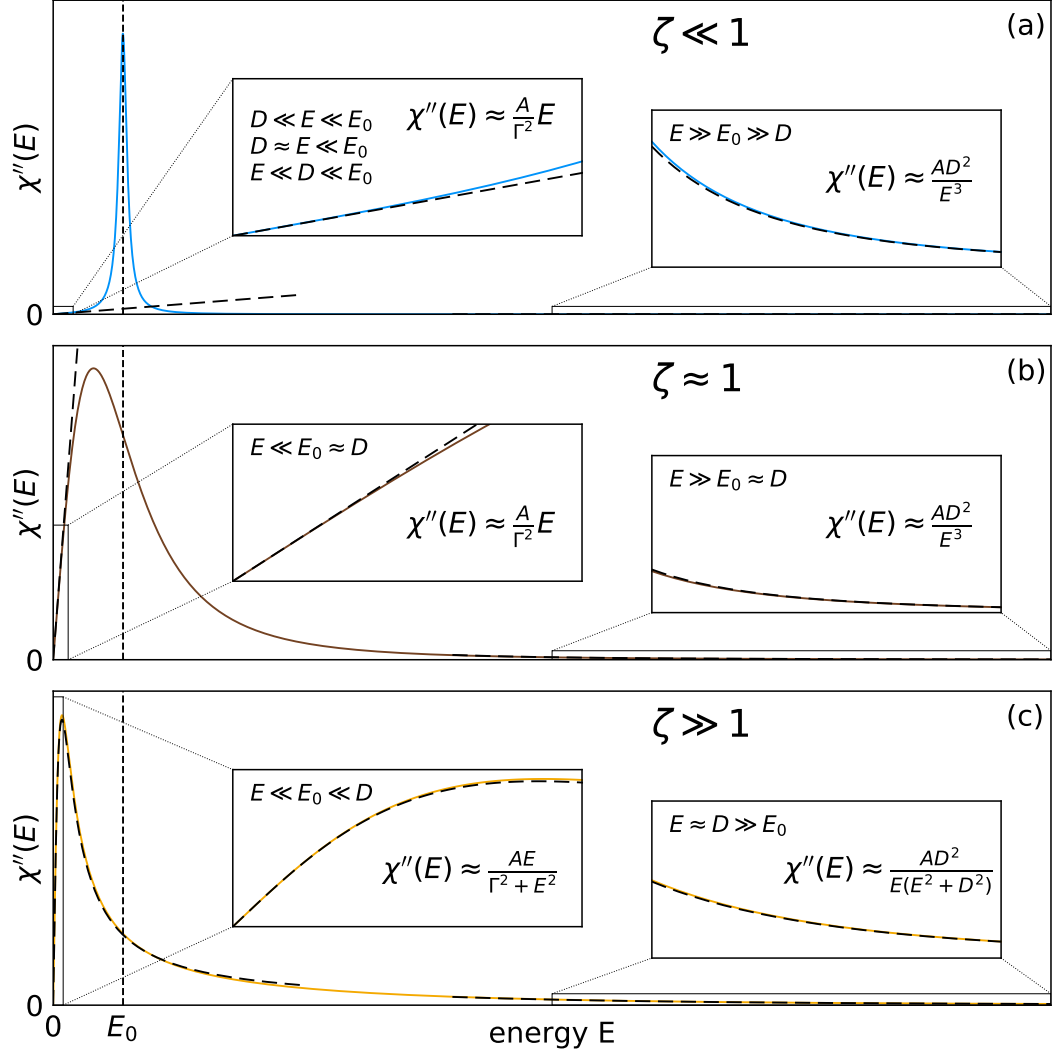 (a)
ζ ≪ 1
χ′′(E)
D ≪ E ≪ E₀
D ≈ E ≪ E₀
E ≪ D ≪ E₀
χ′′(E) ≈ A/Γ² E
E ≫ E₀ ≫ D
χ′′(E) ≈ AD²/E³
0
(b)
ζ ≈ 1
χ′′(E)
E ≪ E₀ ≈ D
χ′′(E) ≈ A/Γ² E
E ≫ E₀ ≈ D
χ′′(E) ≈ AD²/E³
0
(c)
ζ ≫ 1
χ′′(E)
E ≪ E₀ ≪ D
χ′′(E) ≈ AE/(Γ² + E²)
E ≈ D ≫ E₀
χ′′(E) ≈ AD²/(E(E² + D²))
0
0
E₀
energy E